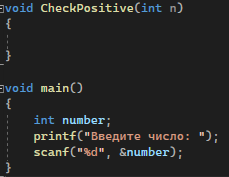 void CheckPositive(int n)
{
}
void main()
{
int number;
printf("Введите число: ");
scanf("%d", &number);
}